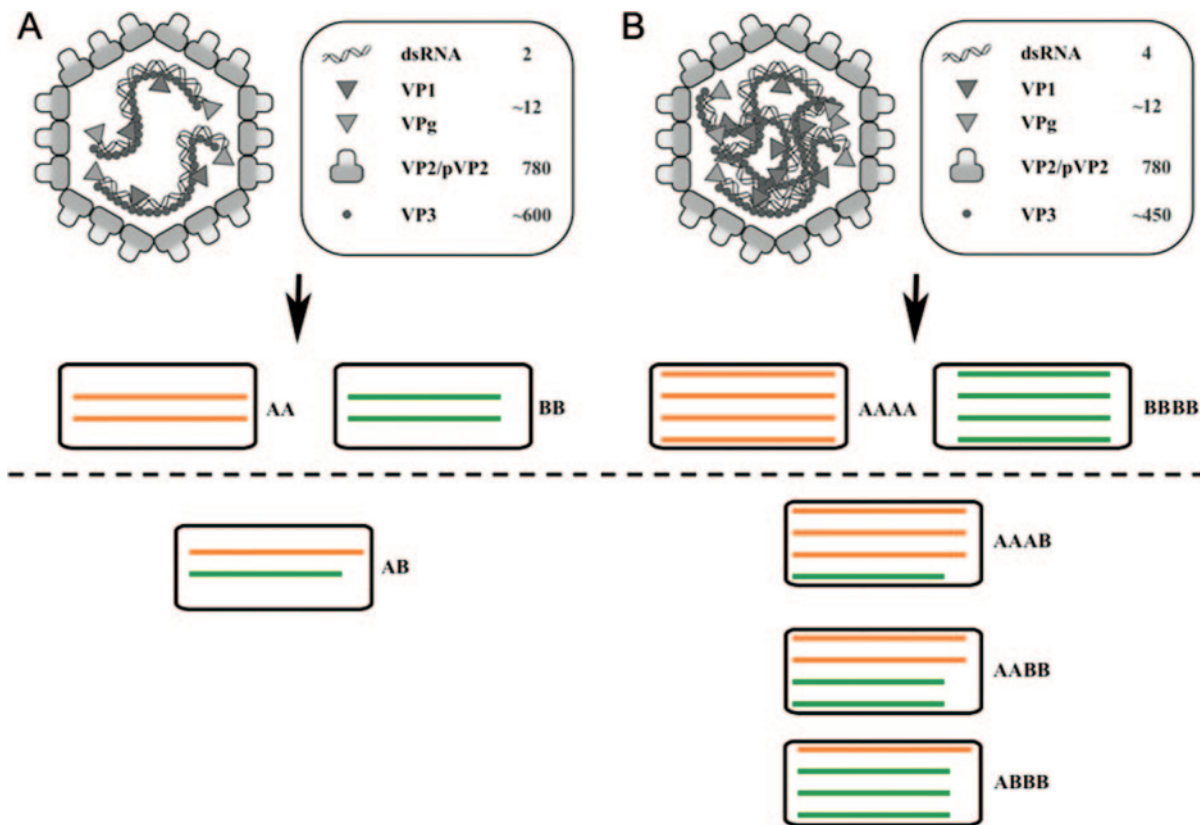 A
dsRNA 2
VP1
~12
VPg
VP2/pVP2 780
VP3 ~600
B
dsRNA 4
VP1
~12
VPg
VP2/pVP2 780
VP3 ~450
AA
BB
AAAA
BBBB
AB
AAAB
AABB
ABBB